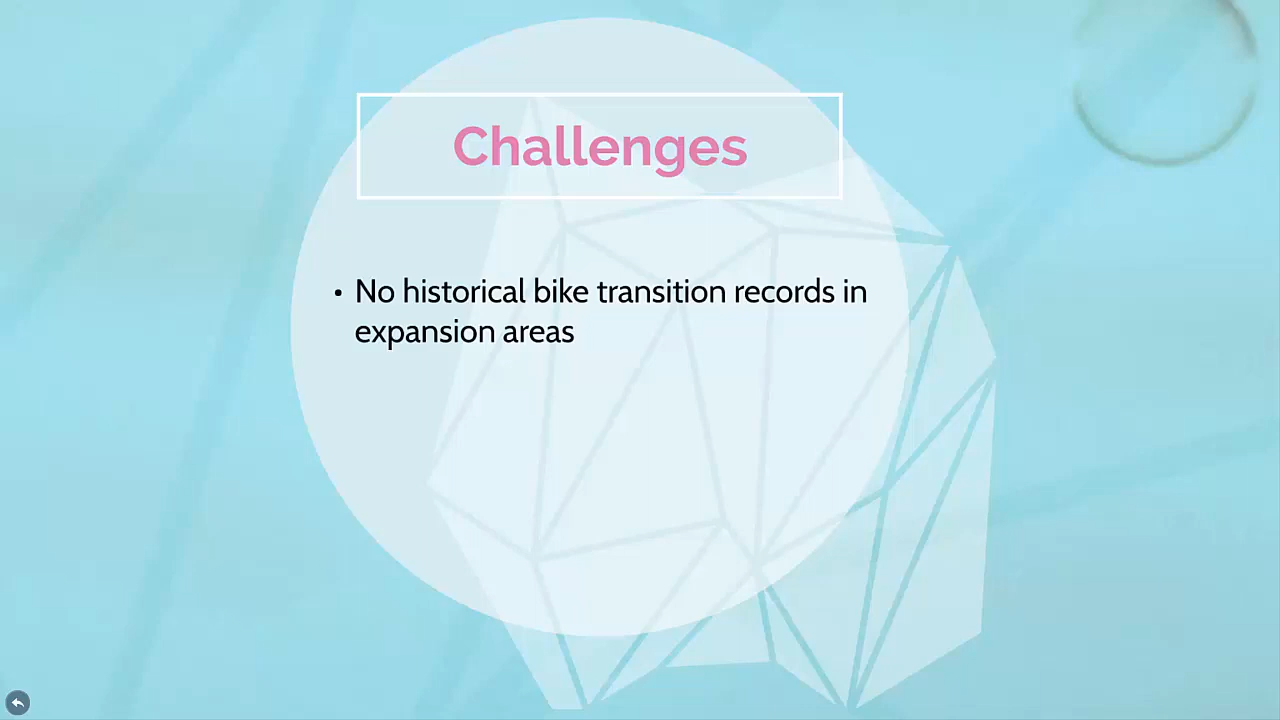 Challenges
• No historical bike transition records in
expansion areas